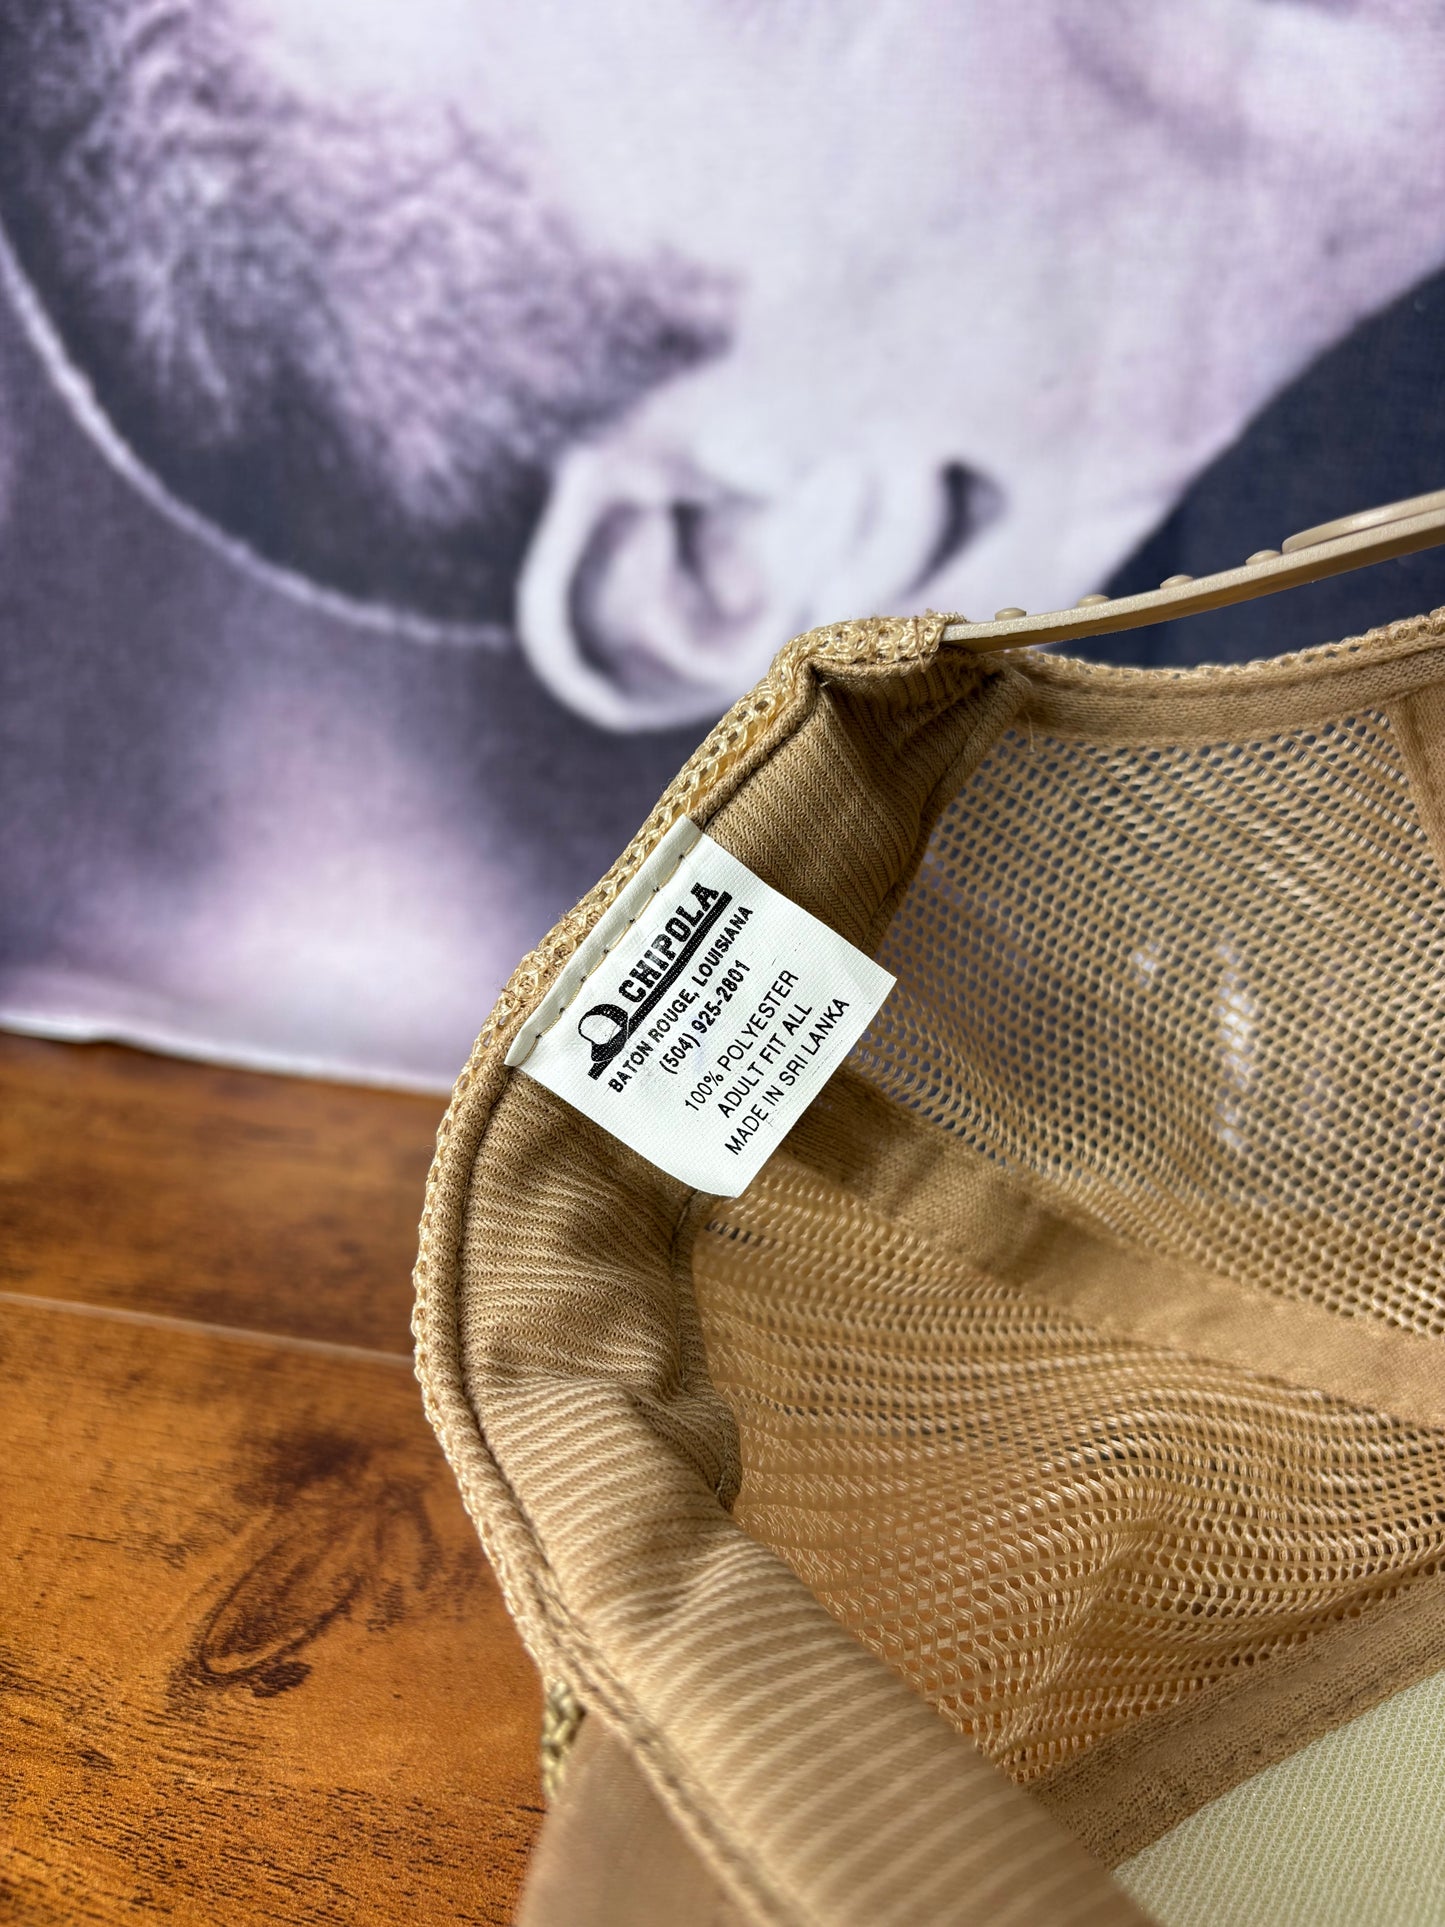 CHIPOLA
BATON ROUGE, LOUISIANA
(504) 925-2801
100% POLYESTER
ADULT FIT ALL
MADE IN SRI LANKA